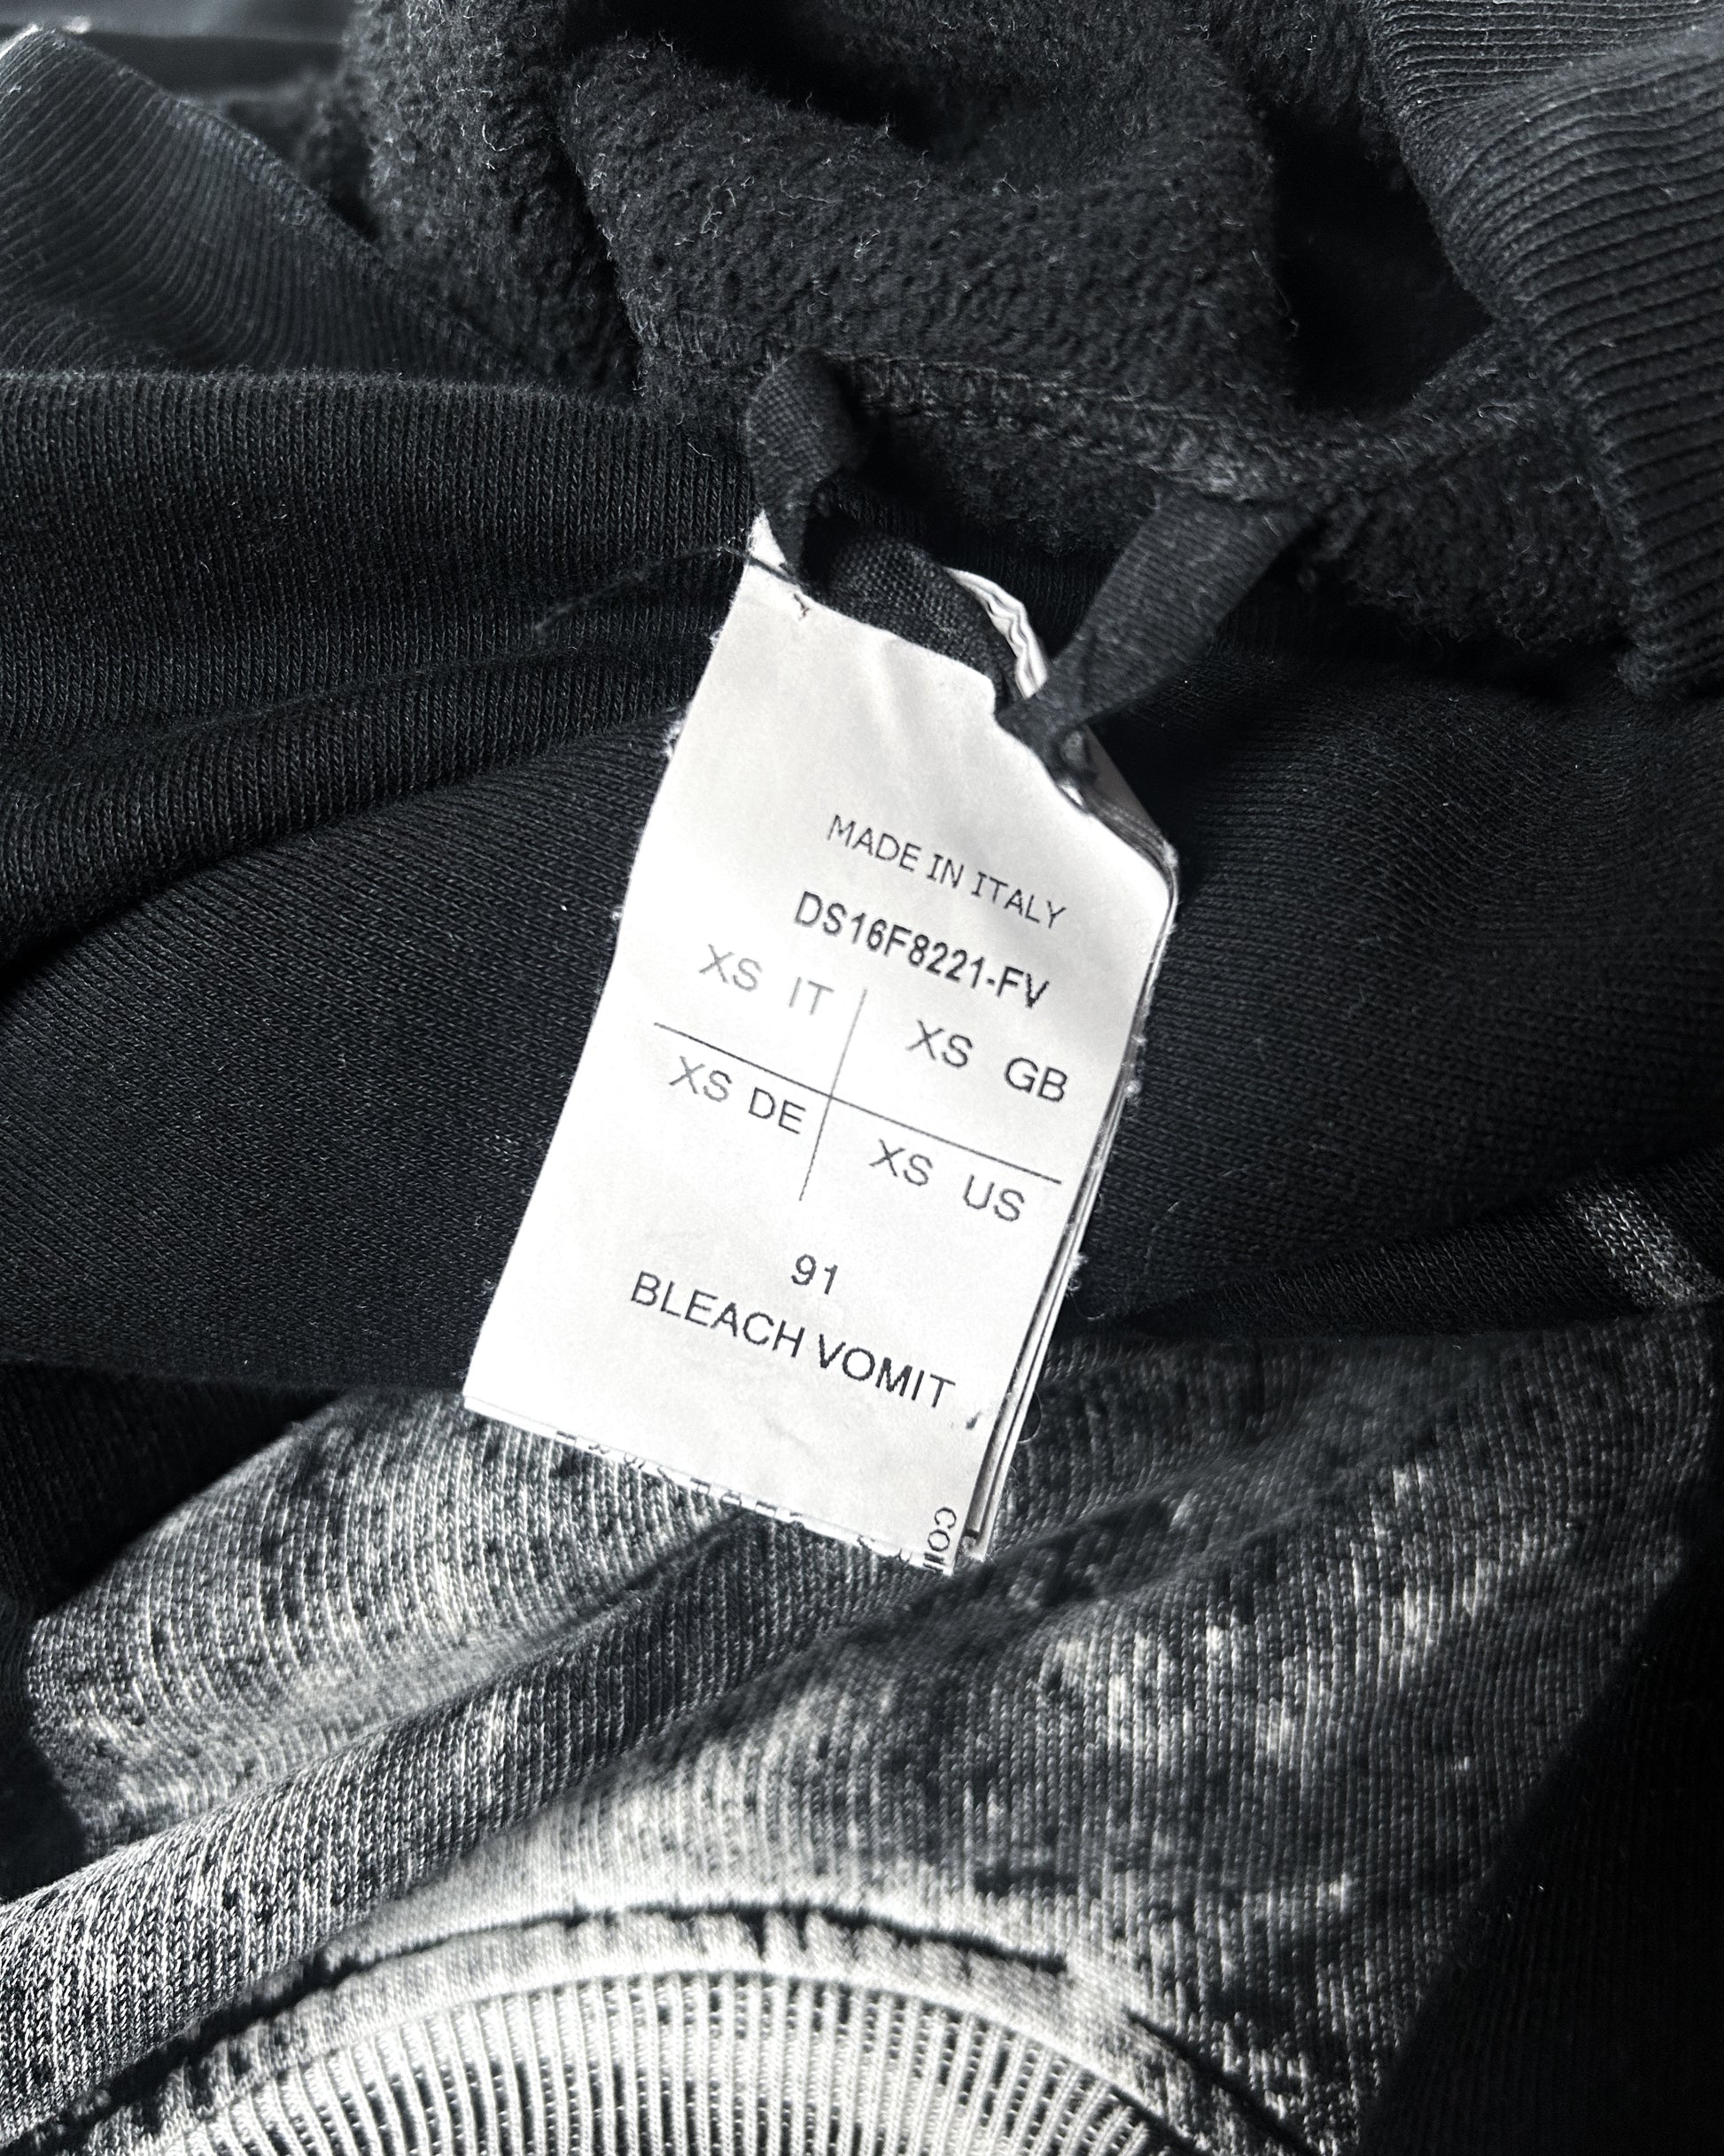 MADE IN ITALY
DS16F8221-FV
XS IT XS GB
XS DE XS US
91
BLEACH VOMIT